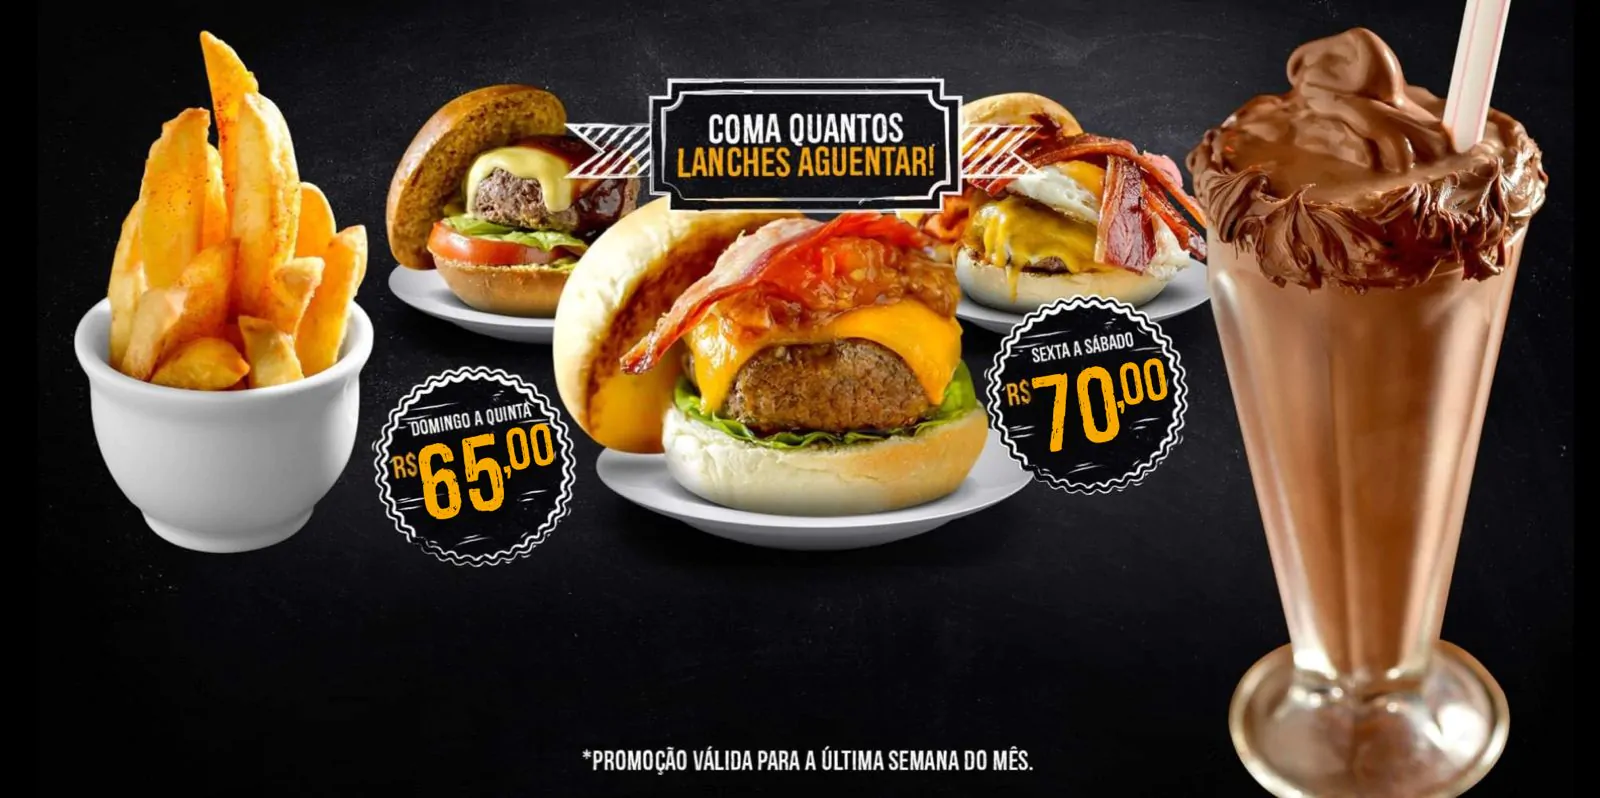 COMA QUANTOS
LANCHES AGUENTAR!
DOMINGO A QUINTA
R$65,00
SEXTA A SÁBADO
R$70,00
*PROMOÇÃO VÁLIDA PARA A ÚLTIMA SEMANA DO MÊS.